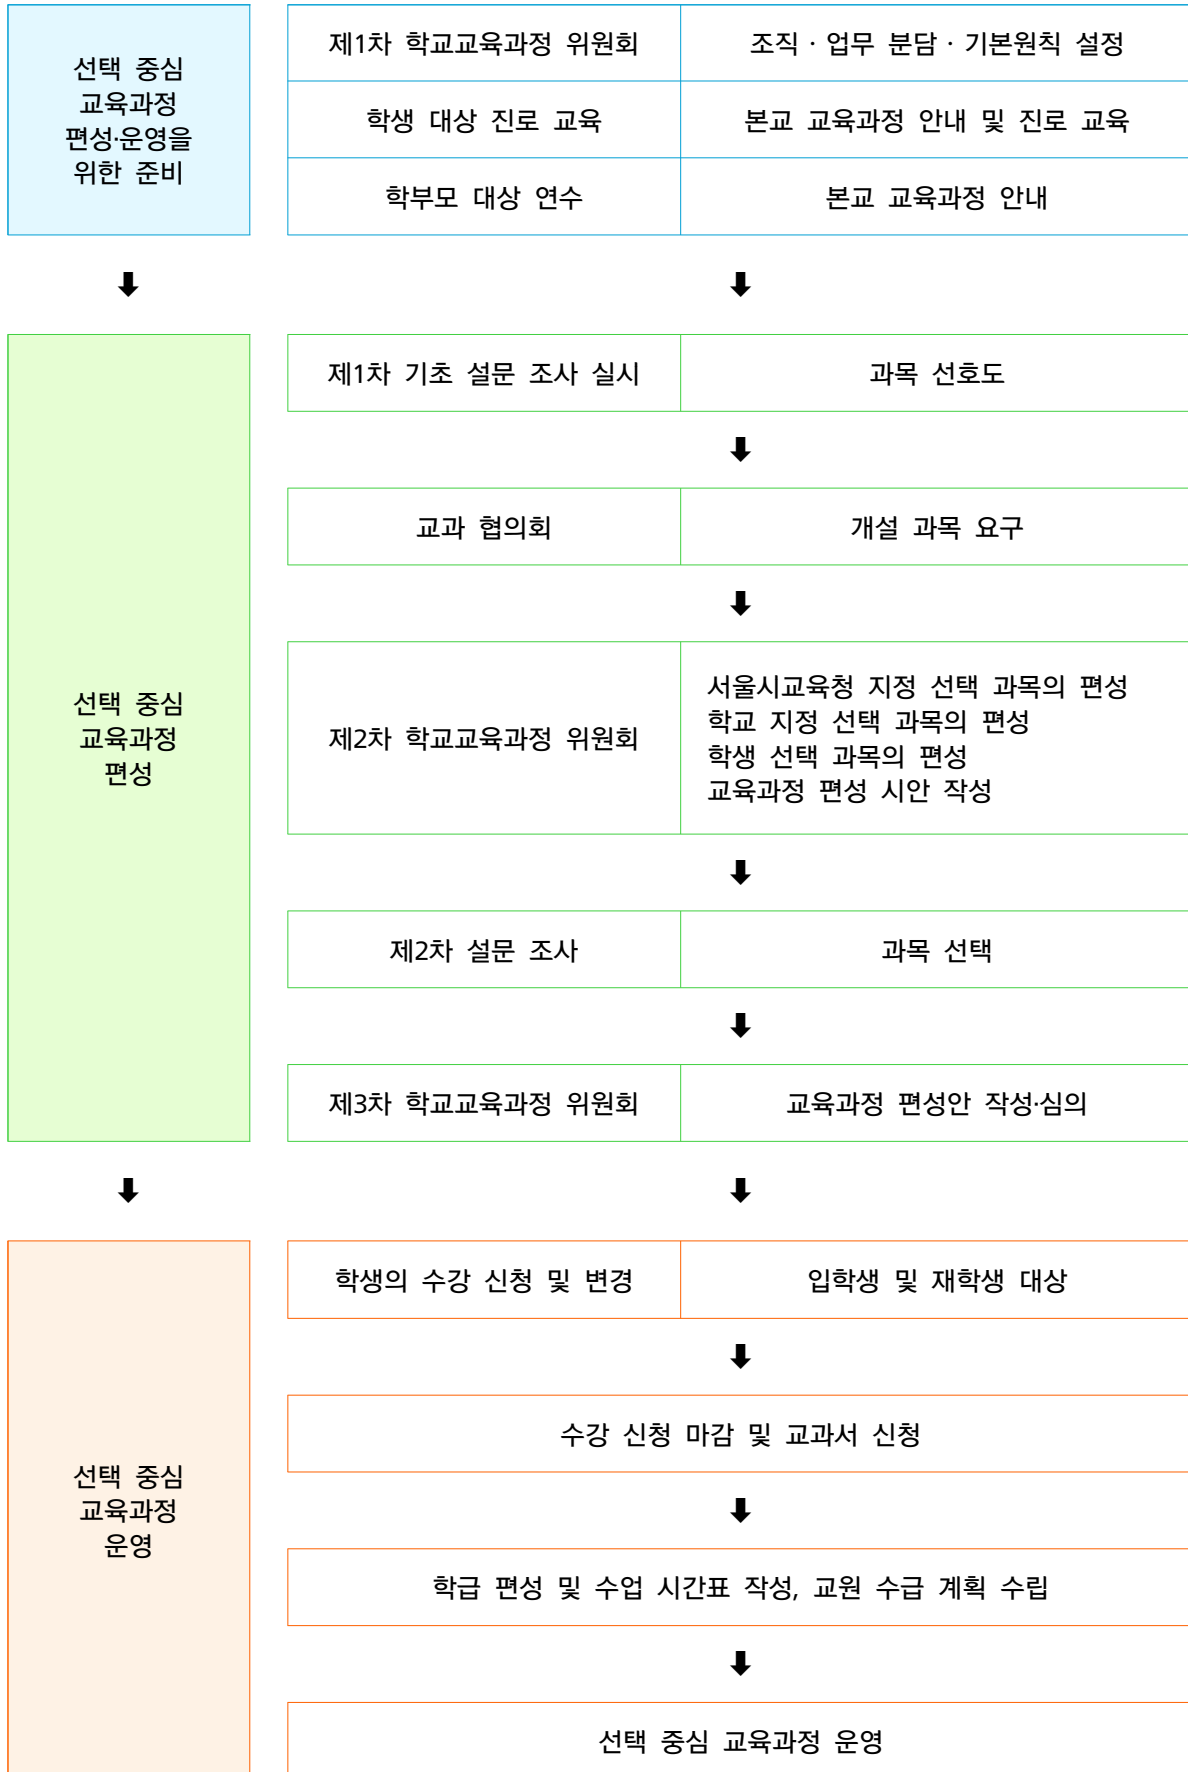 선택 중심
교육과정
편성·운영을
위한 준비
제1차 학교교육과정 위원회
조직 · 업무 분담 · 기본원칙 설정
학생 대상 진로 교육
본교 교육과정 안내 및 진로 교육
학부모 대상 연수
본교 교육과정 안내
선택 중심
교육과정
편성
제1차 기초 설문 조사 실시
과목 선호도
교과 협의회
개설 과목 요구
제2차 학교교육과정 위원회
서울시교육청 지정 선택 과목의 편성
학교 지정 선택 과목의 편성
학생 선택 과목의 편성
교육과정 편성 시안 작성
제2차 설문 조사
과목 선택
제3차 학교교육과정 위원회
교육과정 편성안 작성·심의
선택 중심
교육과정
운영
학생의 수강 신청 및 변경
입학생 및 재학생 대상
수강 신청 마감 및 교과서 신청
학급 편성 및 수업 시간표 작성, 교원 수급 계획 수립
선택 중심 교육과정 운영